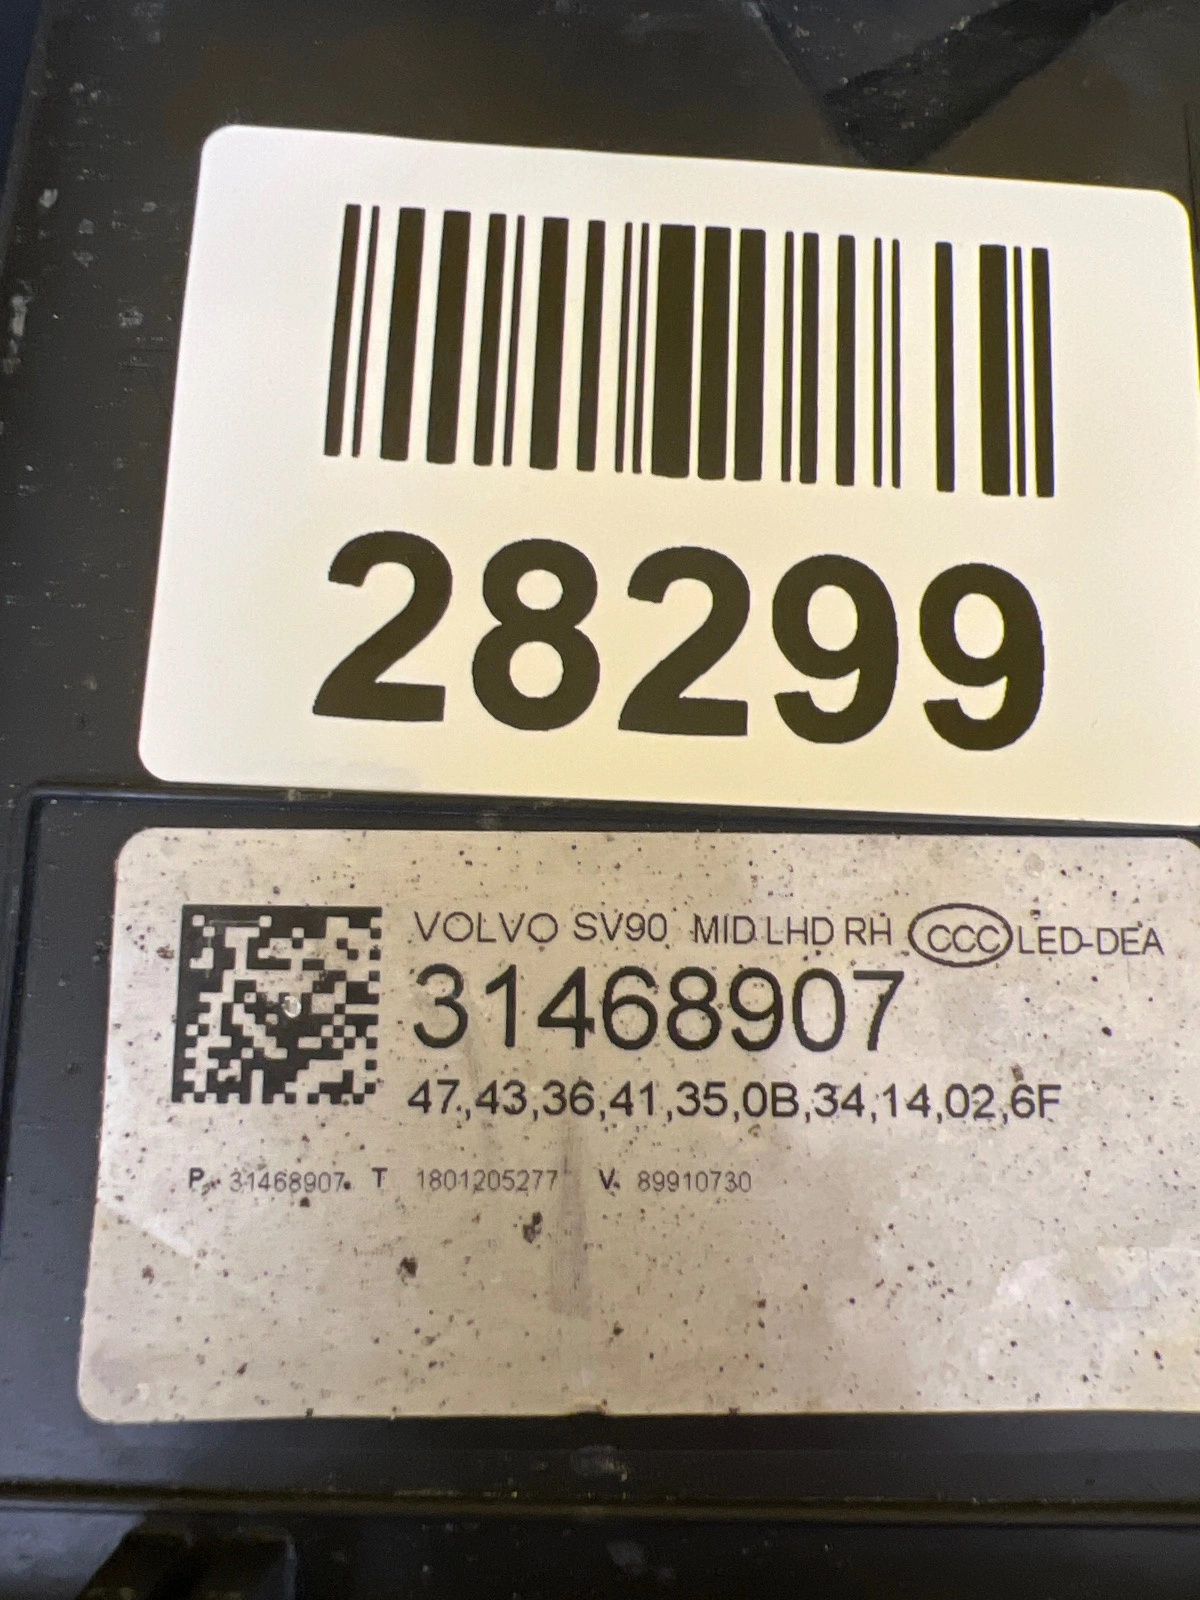 28299
VOLVO SV90 MID LHD RH CCC LED-DEA
31468907
47,43,36,41,35,0B,34,14,02,6F
P 31468907 T 1801205277 V 89910730